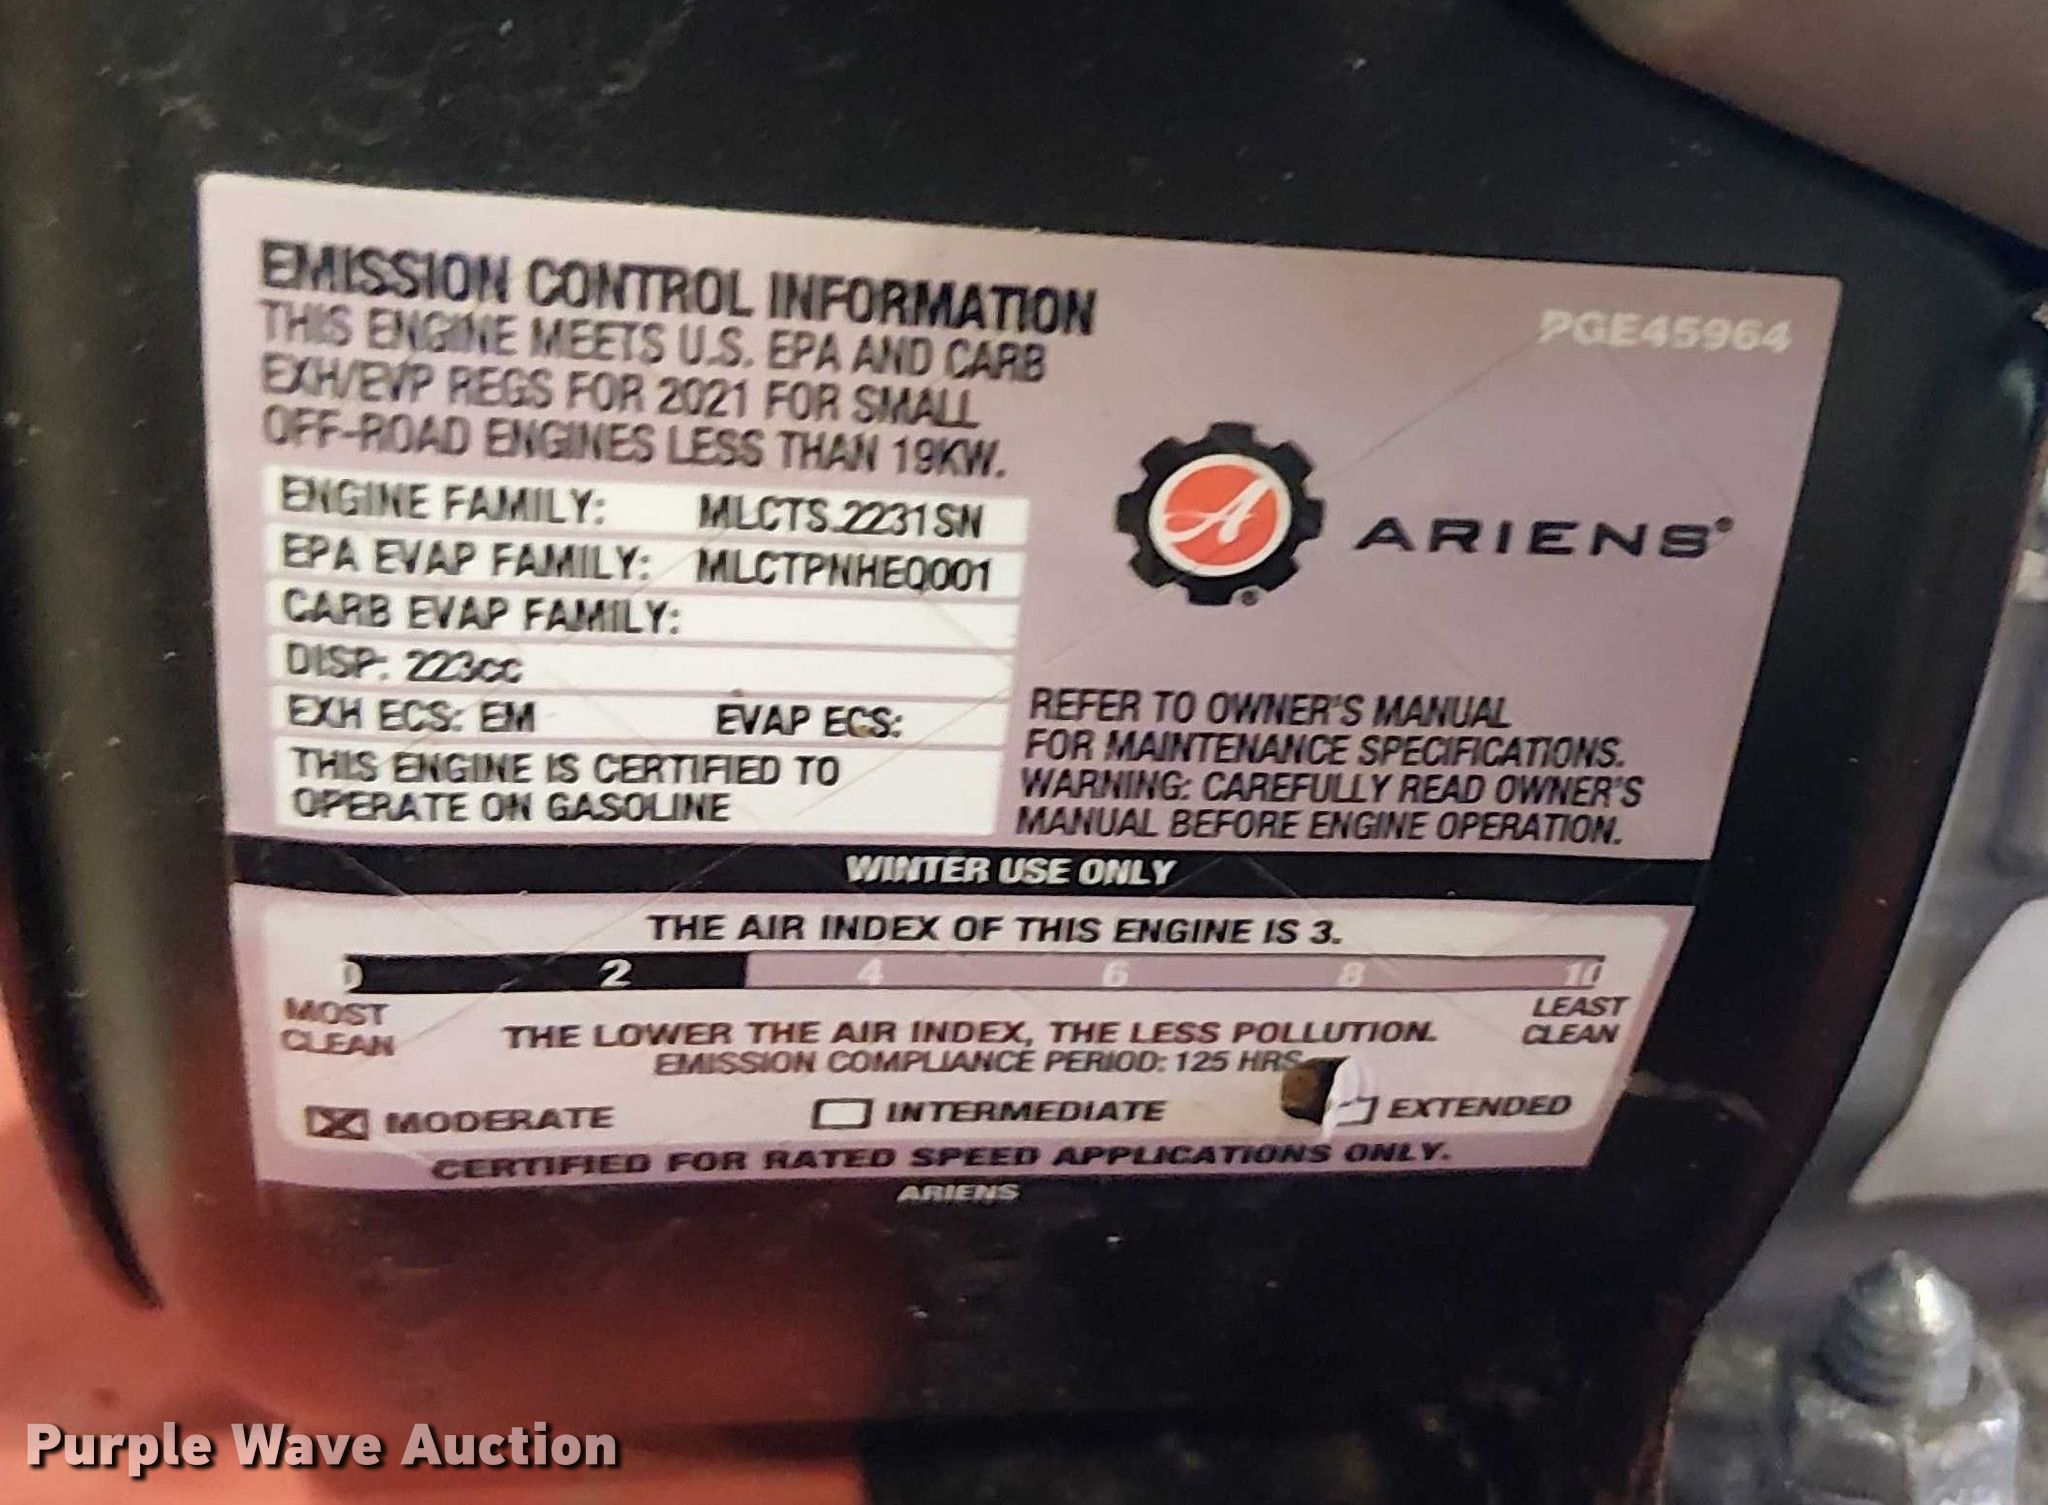 EMISSION CONTROL INFORMATION
THIS ENGINE MEETS U.S. EPA AND CARB
EXH/EVP REGS FOR 2021 FOR SMALL
OFF-ROAD ENGINES LESS THAN 19KW.
PGE45964
ENGINE FAMILY: MLCTS.2231SN
EPA EVAP FAMILY: MLCTPNHEQ001
CARB EVAP FAMILY:
DISP: 223cc
EXH ECS: EM EVAP ECS:
THIS ENGINE IS CERTIFIED TO
OPERATE ON GASOLINE
A
®
ARIENS®
REFER TO OWNER'S MANUAL
FOR MAINTENANCE SPECIFICATIONS.
WARNING: CAREFULLY READ OWNER'S
MANUAL BEFORE ENGINE OPERATION.
WINTER USE ONLY
THE AIR INDEX OF THIS ENGINE IS 3.
0 2 4 6 8 10
MOST
CLEAN
LEAST
CLEAN
THE LOWER THE AIR INDEX, THE LESS POLLUTION.
EMISSION COMPLIANCE PERIOD: 125 HRS
MODERATE INTERMEDIATE EXTENDED
CERTIFIED FOR RATED SPEED APPLICATIONS ONLY.
ARIENS
Purple Wave Auction